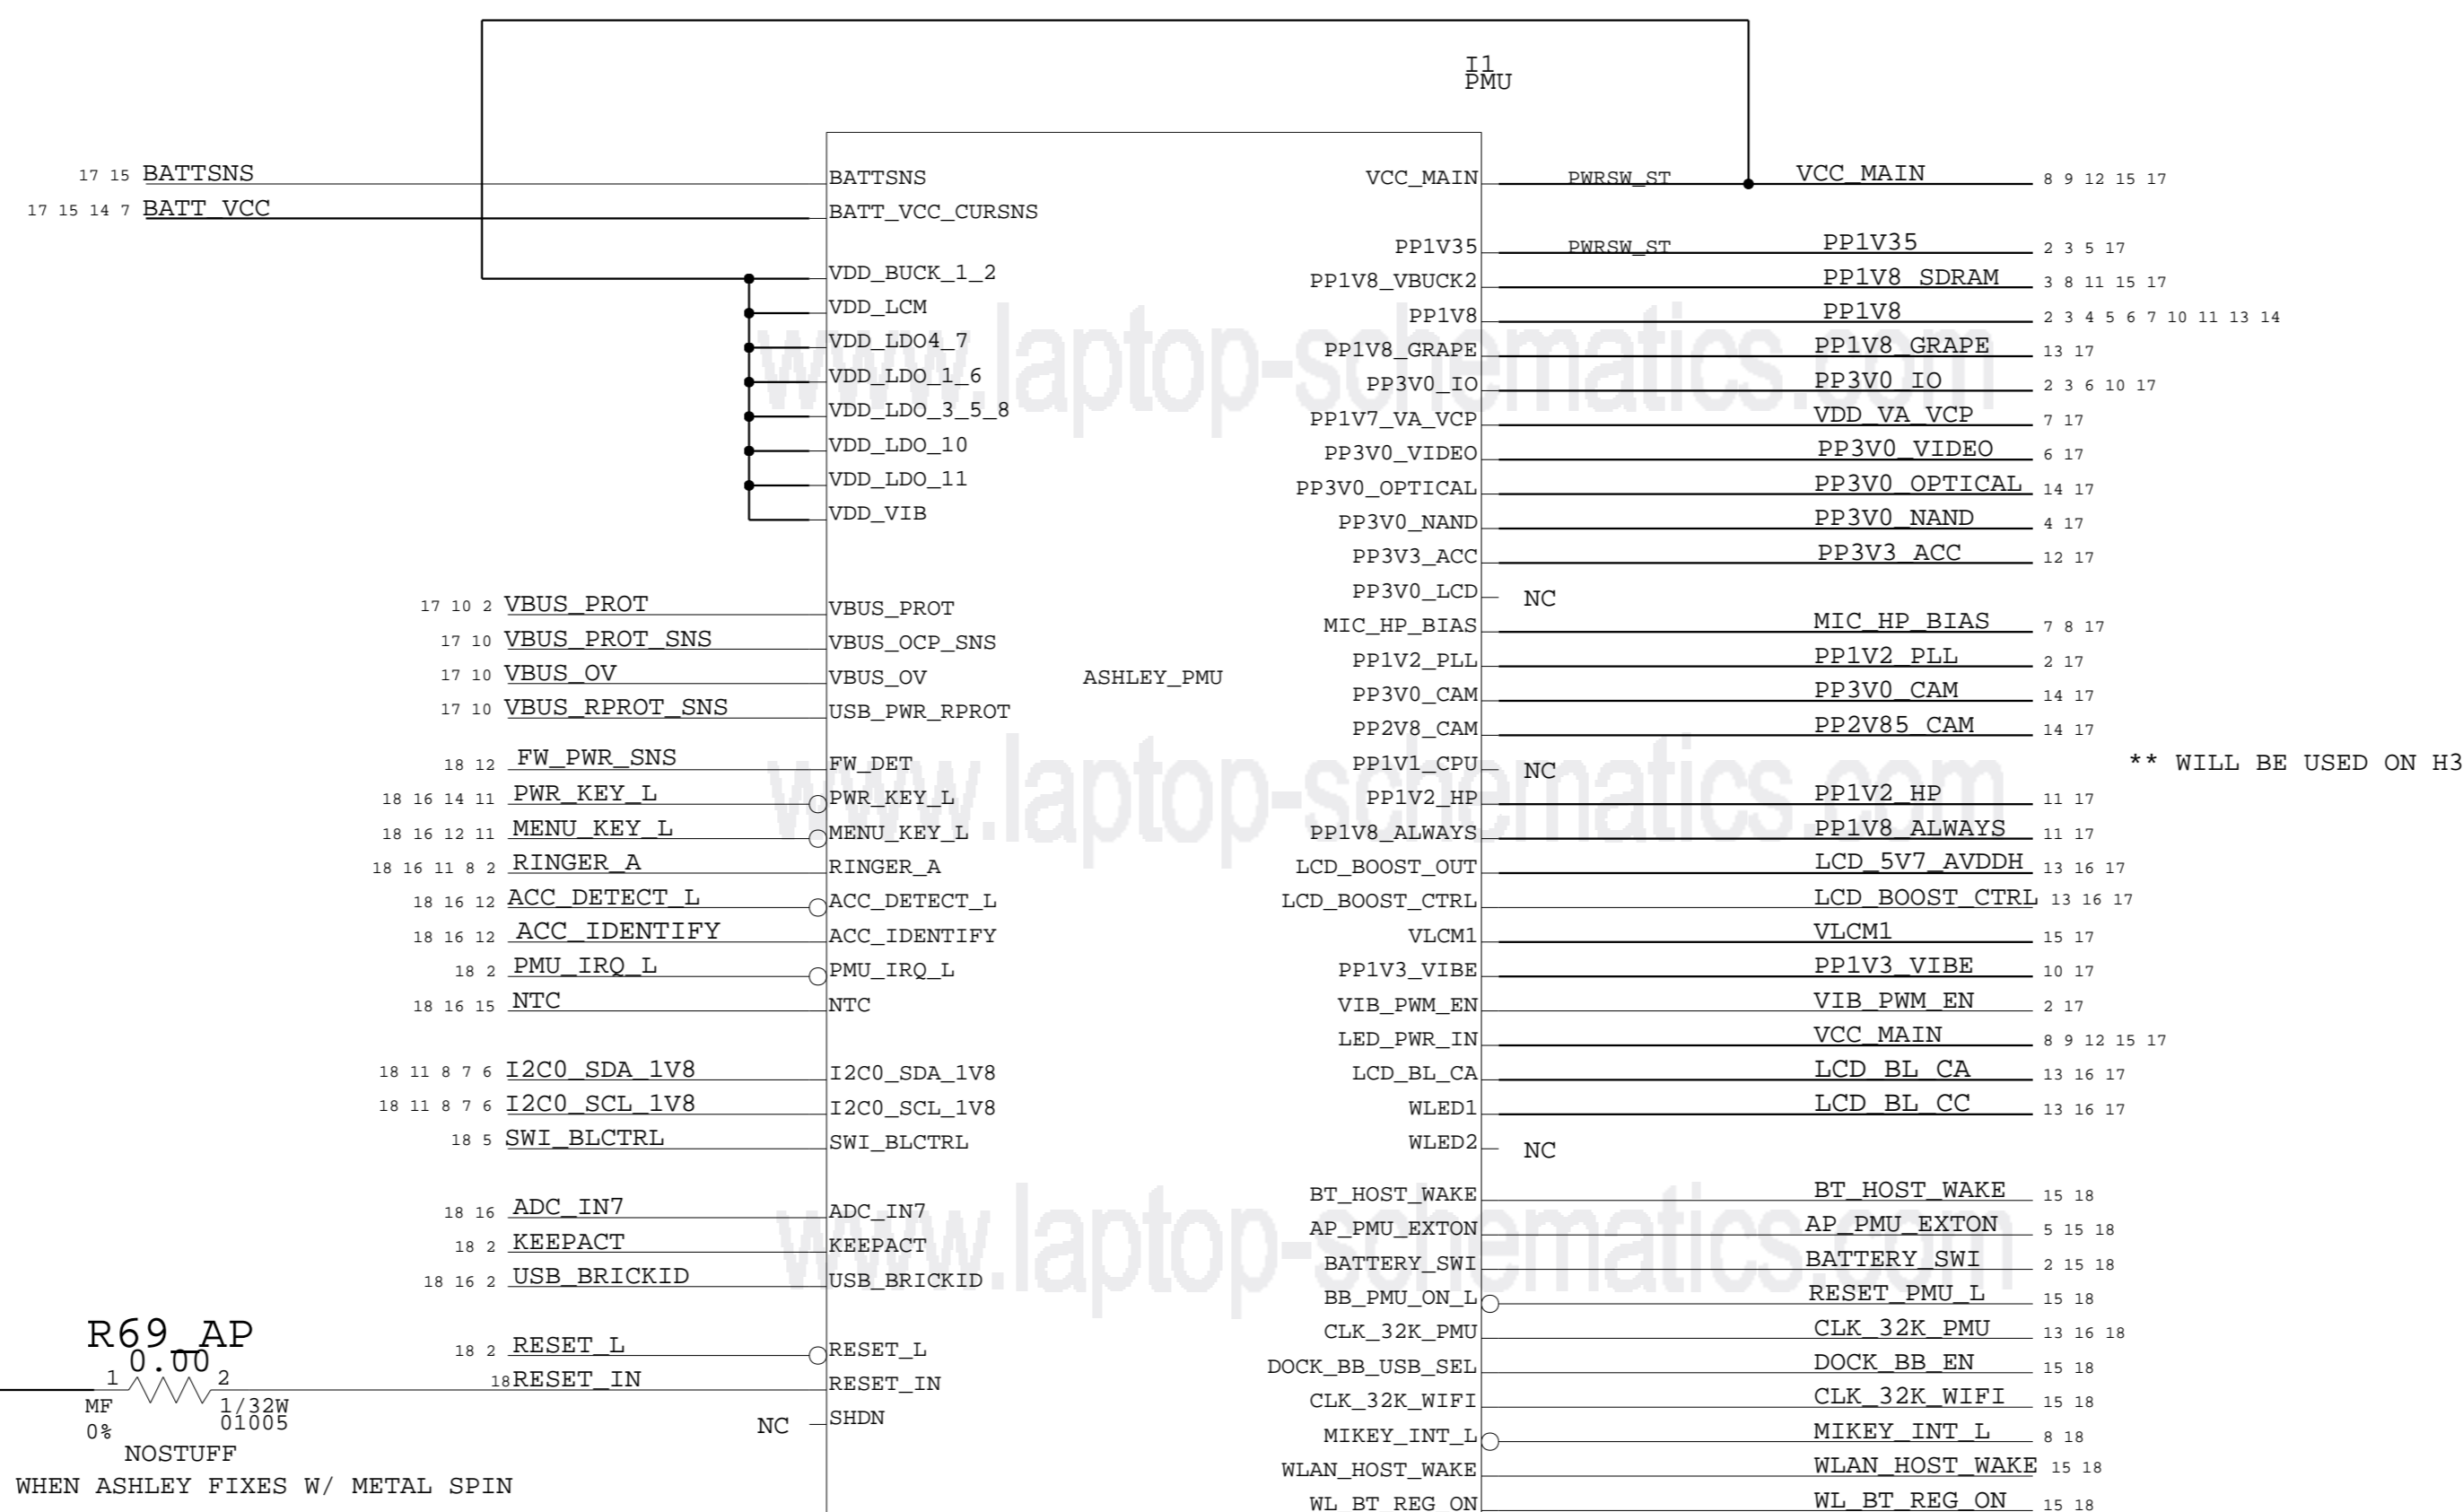 I1
PMU
17 15 BATTSNS BATTSNS VCC_MAIN PWRSW_ST VCC_MAIN 8 9 12 15 17
17 15 14 7 BATT_VCC BATT_VCC_CURSNS
PP1V35 PWRSW_ST PP1V35 2 3 5 17
VDD_BUCK_1_2 PP1V8_VBUCK2 PP1V8_SDRAM 3 8 11 15 17
VDD_LCM PP1V8 PP1V8 2 3 4 5 6 7 10 11 13 14
www.laptop-schematics.com
VDD_LDO4_7 PP1V8_GRAPE PP1V8_GRAPE 13 17
VDD_LDO_1_6 PP3V0_IO PP3V0_IO 2 3 6 10 17
VDD_LDO_3_5_8 PP1V7_VA_VCP VDD_VA_VCP 7 17
VDD_LDO_10 PP3V0_VIDEO PP3V0_VIDEO 6 17
VDD_LDO_11 PP3V0_OPTICAL PP3V0_OPTICAL 14 17
VDD_VIB PP3V0_NAND PP3V0_NAND 4 17
PP3V3_ACC PP3V3_ACC 12 17
17 10 2 VBUS_PROT VBUS_PROT PP3V0_LCD NC
17 10 VBUS_PROT_SNS VBUS_OCP_SNS MIC_HP_BIAS MIC_HP_BIAS 7 8 17
17 10 VBUS_OV VBUS_OV ASHLEY_PMU PP1V2_PLL PP1V2_PLL 2 17
17 10 VBUS_RPROT_SNS USB_PWR_RPROT PP3V0_CAM PP3V0_CAM 14 17
PP2V8_CAM PP2V85_CAM 14 17
18 12 FW_PWR_SNS FW_DET PP1V1_CPU NC ** WILL BE USED ON H3
www.laptop-schematics.com
18 16 14 11 PWR_KEY_L PWR_KEY_L PP1V2_HP PP1V2_HP 11 17
18 16 12 11 MENU_KEY_L MENU_KEY_L PP1V8_ALWAYS PP1V8_ALWAYS 11 17
18 16 11 8 2 RINGER_A RINGER_A LCD_BOOST_OUT LCD_5V7_AVDDH 13 16 17
18 16 12 ACC_DETECT_L ACC_DETECT_L LCD_BOOST_CTRL LCD_BOOST_CTRL 13 16 17
18 16 12 ACC_IDENTIFY ACC_IDENTIFY VLCM1 VLCM1 15 17
18 2 PMU_IRQ_L PMU_IRQ_L PP1V3_VIBE PP1V3_VIBE 10 17
18 16 15 NTC NTC VIB_PWM_EN VIB_PWM_EN 2 17
LED_PWR_IN VCC_MAIN 8 9 12 15 17
18 11 8 7 6 I2C0_SDA_1V8 I2C0_SDA_1V8 LCD_BL_CA LCD_BL_CA 13 16 17
18 11 8 7 6 I2C0_SCL_1V8 I2C0_SCL_1V8 WLED1 LCD_BL_CC 13 16 17
18 5 SWI_BLCTRL SWI_BLCTRL WLED2 NC
BT_HOST_WAKE BT_HOST_WAKE 15 18
18 16 ADC_IN7 ADC_IN7 AP_PMU_EXTON AP_PMU_EXTON 5 15 18
www.laptop-schematics.com
18 2 KEEPACT KEEPACT BATTERY_SWI BATTERY_SWI 2 15 18
18 16 2 USB_BRICKID USB_BRICKID BB_PMU_ON_L RESET_PMU_L 15 18
CLK_32K_PMU CLK_32K_PMU 13 16 18
18 2 RESET_L RESET_L DOCK_BB_USB_SEL DOCK_BB_EN 15 18
R69_AP
0.00
1 2 18 RESET_IN RESET_IN CLK_32K_WIFI CLK_32K_WIFI 15 18
MF 1/32W
0% 01005
NC SHDN MIKEY_INT_L MIKEY_INT_L 8 18
NOSTUFF
WLAN_HOST_WAKE WLAN_HOST_WAKE 15 18
WHEN ASHLEY FIXES W/ METAL SPIN
WL_BT_REG_ON WL_BT_REG_ON 15 18